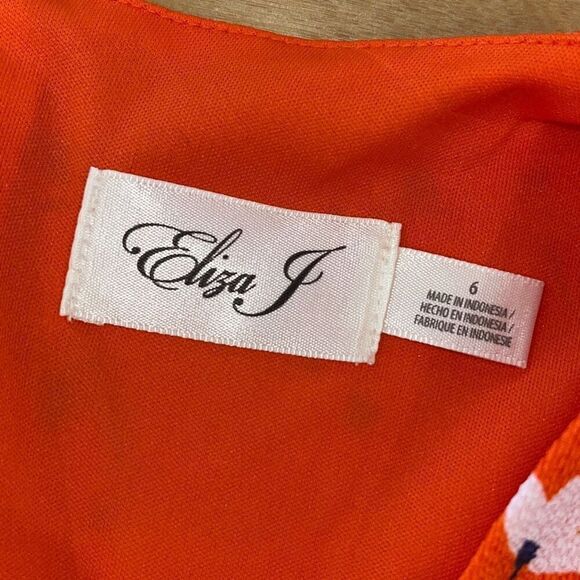 Eliza J
6
MADE IN INDONESIA /
HECHO EN INDONESIA /
FABRIQUE EN INDONESIE